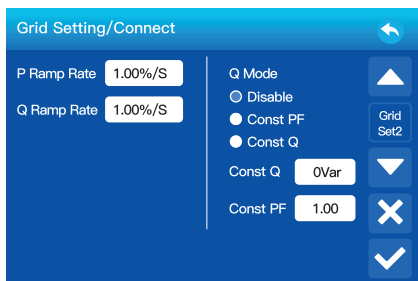 Grid Setting/Connect
P Ramp Rate 1.00%/S
Q Ramp Rate 1.00%/S
Q Mode
Disable
Const PF
Const Q
Const Q 0Var
Const PF 1.00
Grid
Set2